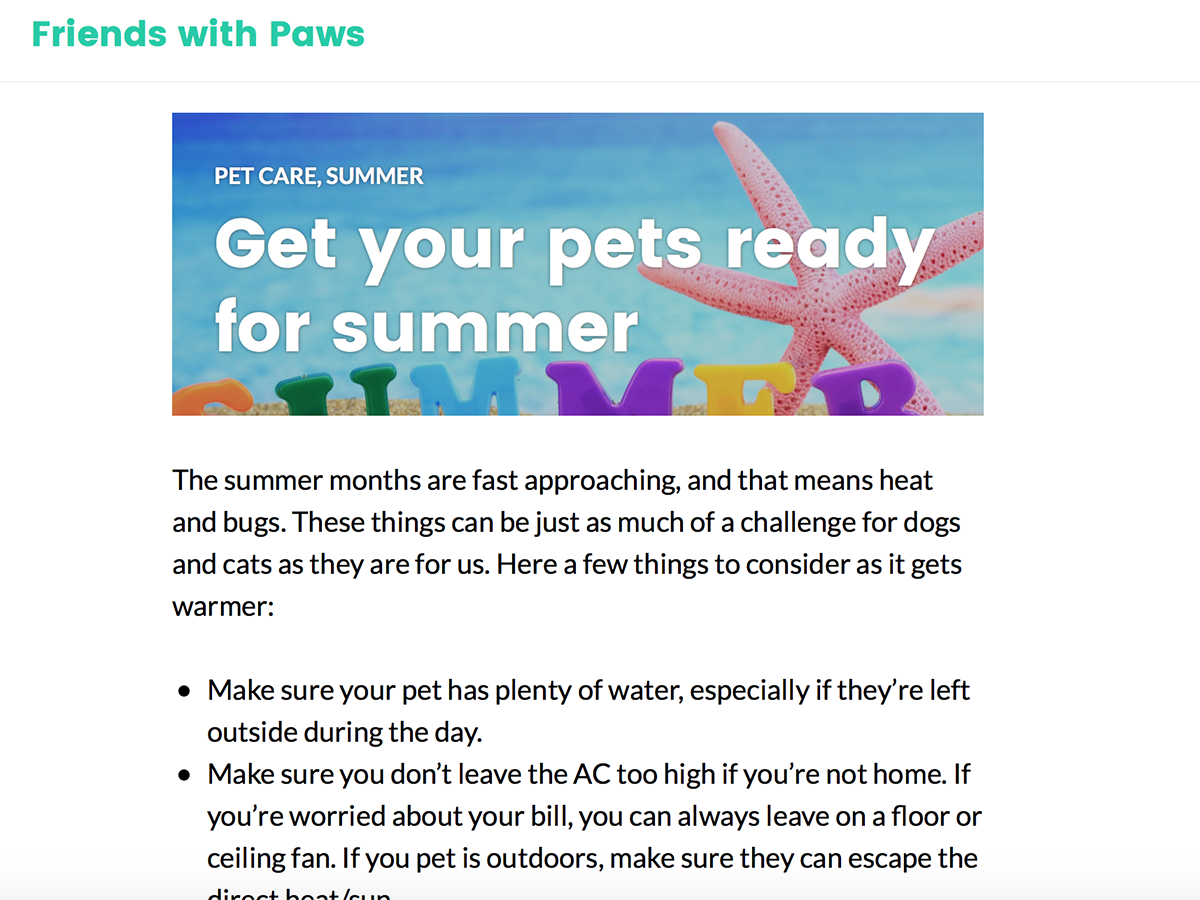 Friends with Paws
PET CARE, SUMMER
Get your pets ready
for summer
SUMMER
The summer months are fast approaching, and that means heat
and bugs. These things can be just as much of a challenge for dogs
and cats as they are for us. Here a few things to consider as it gets
warmer:
● Make sure your pet has plenty of water, especially if they’re left
outside during the day.
● Make sure you don’t leave the AC too high if you’re not home. If
you’re worried about your bill, you can always leave on a floor or
ceiling fan. If you pet is outdoors, make sure they can escape the
direct heat/sun